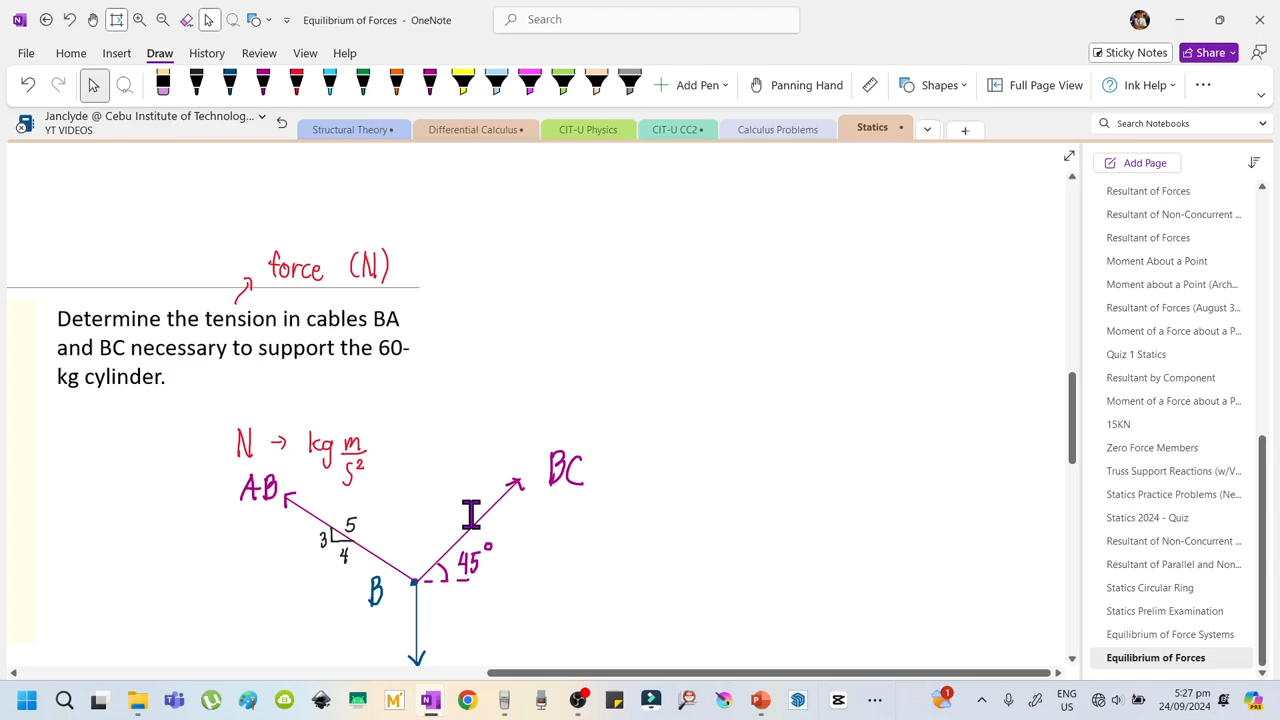 Equilibrium of Forces - OneNote
Search
File Home Insert Draw History Review View Help
Sticky Notes
Share
Add Pen
Panning Hand
Shapes
Full Page View
Ink Help
Janclyde @ Cebu Institute of Technolog...
YT VIDEOS
Structural Theory
Differential Calculus
CIT-U Physics
CIT-U CC2
Calculus Problems
Statics
Search Notebooks
Add Page
force (N)
Determine the tension in cables BA
and BC necessary to support the 60-
kg cylinder.
N → kg m/s²
AB
BC
5
3
4
45°
B
Resultant of Forces
Resultant of Non-Concurrent ...
Resultant of Forces
Moment About a Point
Moment about a Point (Arch...
Resultant of Forces (August 3...
Moment of a Force about a P...
Quiz 1 Statics
Resultant by Component
Moment of a Force about a P...
15KN
Zero Force Members
Truss Support Reactions (w/V...
Statics Practice Problems (Ne...
Statics 2024 - Quiz
Resultant of Non-Concurrent ...
Resultant of Parallel and Non...
Statics Circular Ring
Statics Prelim Examination
Equilibrium of Force Systems
Equilibrium of Forces
1
ENG
US
5:27 pm
24/09/2024